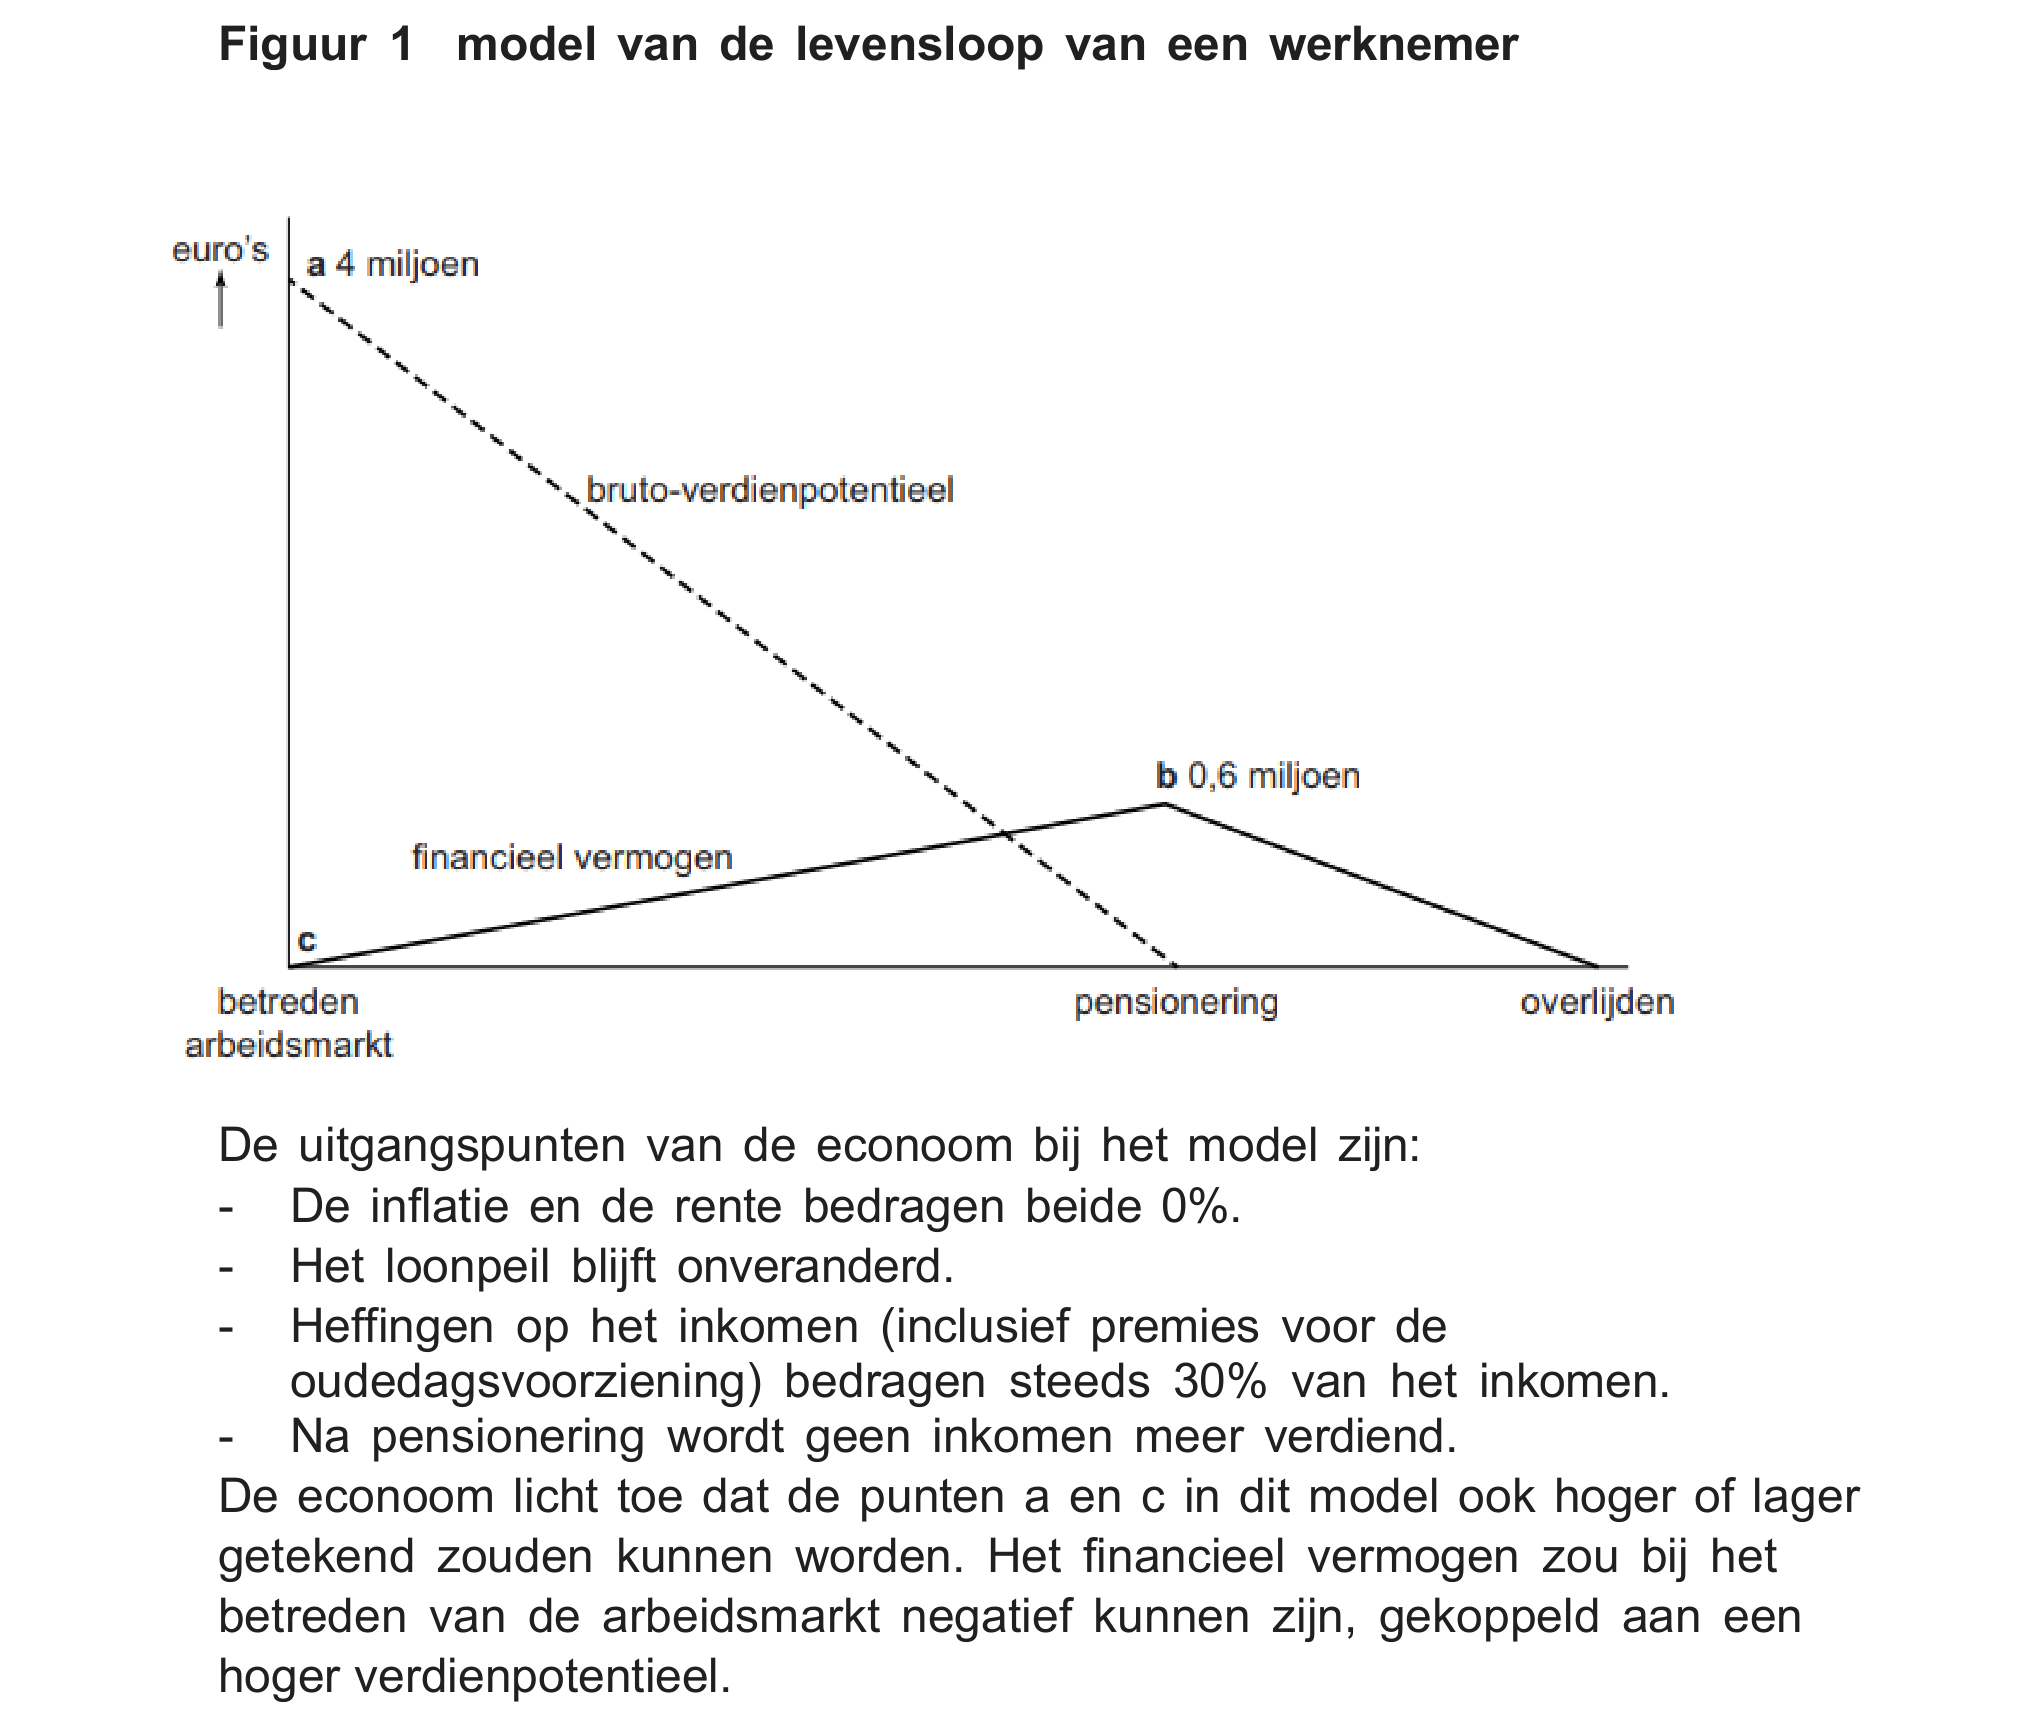 Figuur 1 model van de levensloop van een werknemer
euro's
a 4 miljoen
bruto-verdienpotentieel
b 0,6 miljoen
financieel vermogen
c
betreden
arbeidsmarkt
pensionering
overlijden
De uitgangspunten van de econoom bij het model zijn:
- De inflatie en de rente bedragen beide 0%.
- Het loonpeil blijft onveranderd.
- Heffingen op het inkomen (inclusief premies voor de
oudedagsvoorziening) bedragen steeds 30% van het inkomen.
- Na pensionering wordt geen inkomen meer verdiend.
De econoom licht toe dat de punten a en c in dit model ook hoger of lager
getekend zouden kunnen worden. Het financieel vermogen zou bij het
betreden van de arbeidsmarkt negatief kunnen zijn, gekoppeld aan een
hoger verdienpotentieel.